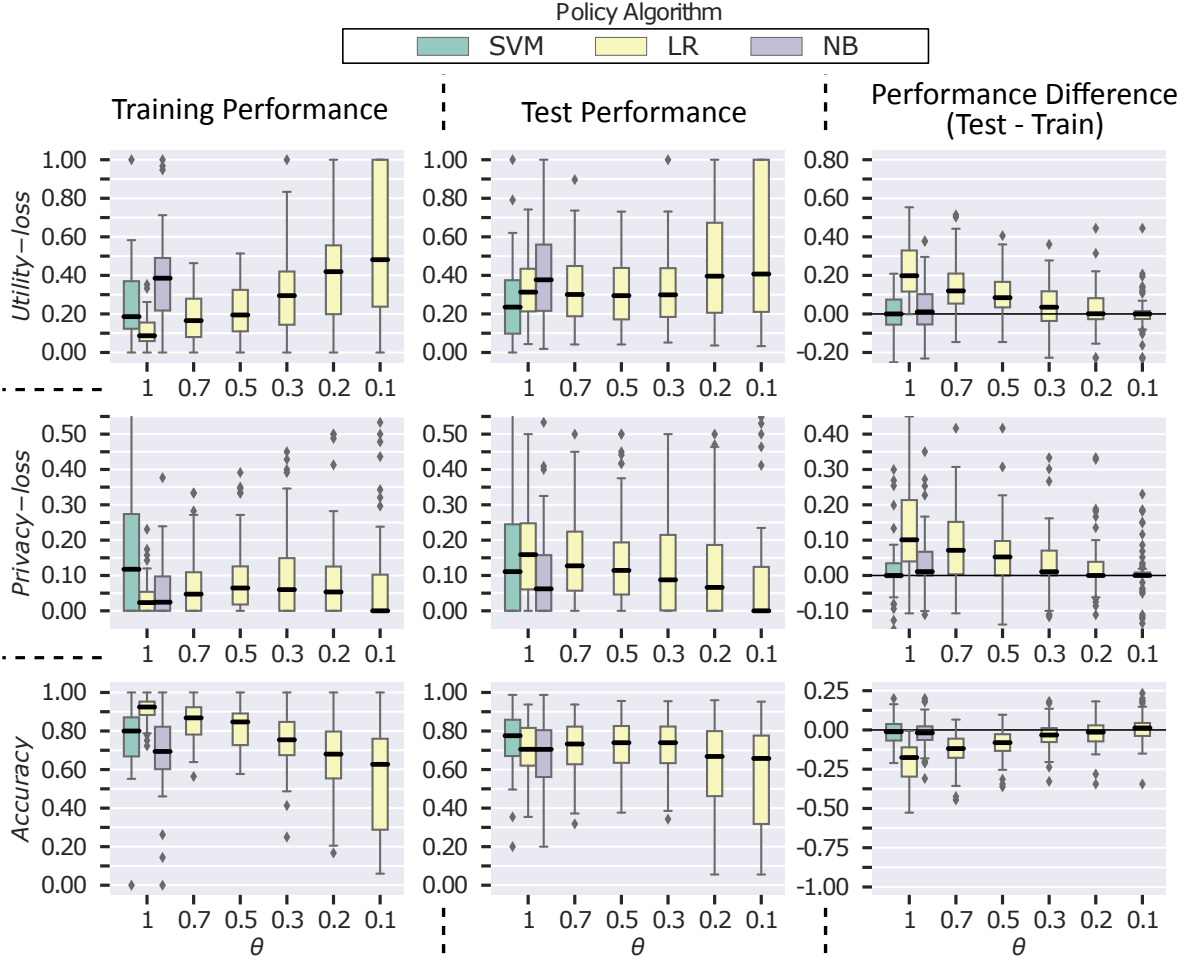 Policy Algorithm
SVM LR NB
Training Performance
Test Performance
Performance Difference
(Test - Train)
Utility−loss
1.00
0.80
0.60
0.40
0.20
0.00
1 0.7 0.5 0.3 0.2 0.1
1.00
0.80
0.60
0.40
0.20
0.00
1 0.7 0.5 0.3 0.2 0.1
0.80
0.60
0.40
0.20
0.00
-0.20
1 0.7 0.5 0.3 0.2 0.1
Privacy−loss
0.50
0.40
0.30
0.20
0.10
0.00
1 0.7 0.5 0.3 0.2 0.1
0.50
0.40
0.30
0.20
0.10
0.00
1 0.7 0.5 0.3 0.2 0.1
0.40
0.30
0.20
0.10
0.00
-0.10
1 0.7 0.5 0.3 0.2 0.1
Accuracy
1.00
0.80
0.60
0.40
0.20
0.00
1 0.7 0.5 0.3 0.2 0.1
θ
1.00
0.80
0.60
0.40
0.20
0.00
1 0.7 0.5 0.3 0.2 0.1
θ
0.25
0.00
-0.25
-0.50
-0.75
-1.00
1 0.7 0.5 0.3 0.2 0.1
θ